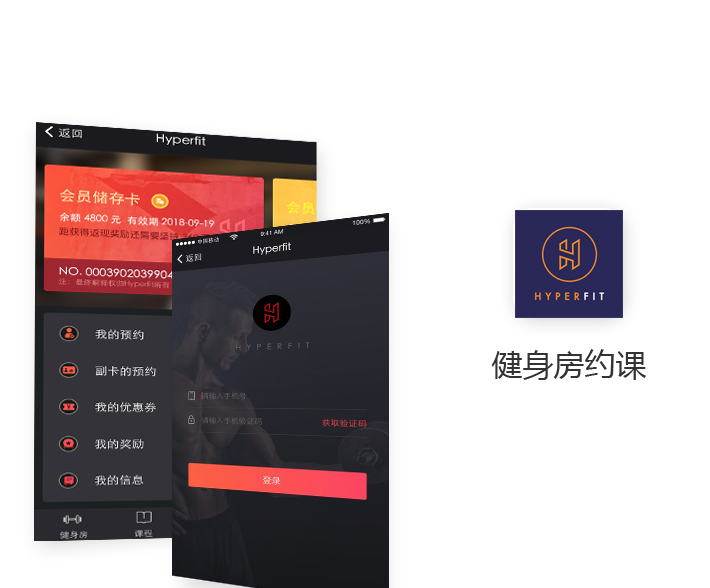 返回
Hyperfit
会员储存卡
余额 4800 元 有效期 2018-09-19
跑获得返现奖励还需要坚持
NO. 0003902039904
注：最终解释权归Hyperfit所有
会员
我的预约
副卡的预约
我的优惠券
我的奖励
我的信息
健身房
课程
中国移动
9:41 AM
100%
返回
Hyperfit
HYPERFIT
请输入手机号
请输入手机验证码
获取验证码
登录
HYPERFIT
健身房约课